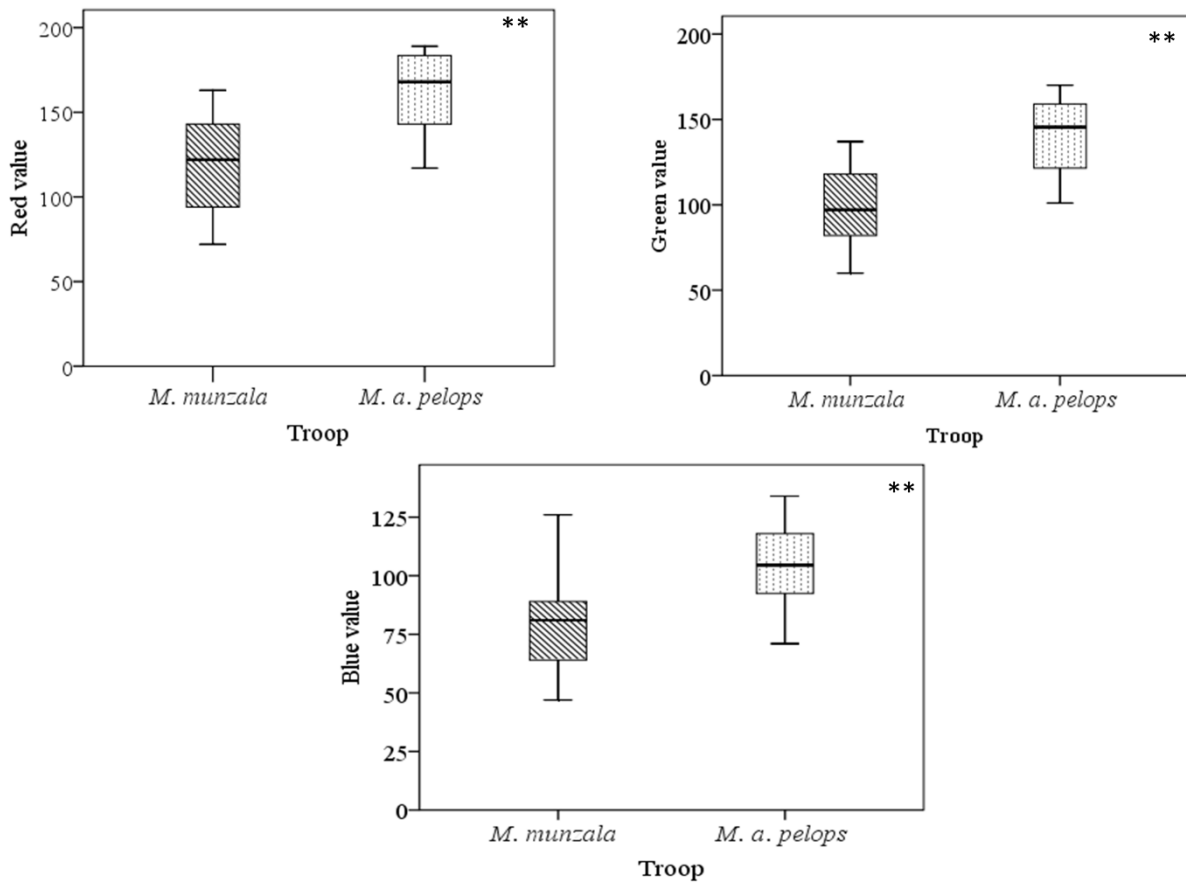 **
200
150
100
50
0
Red value
M. munzala M. a. pelops
Troop
**
200
150
100
50
0
Green value
M. munzala M. a. pelops
Troop
**
125
100
75
50
25
0
Blue value
M. munzala M. a. pelops
Troop